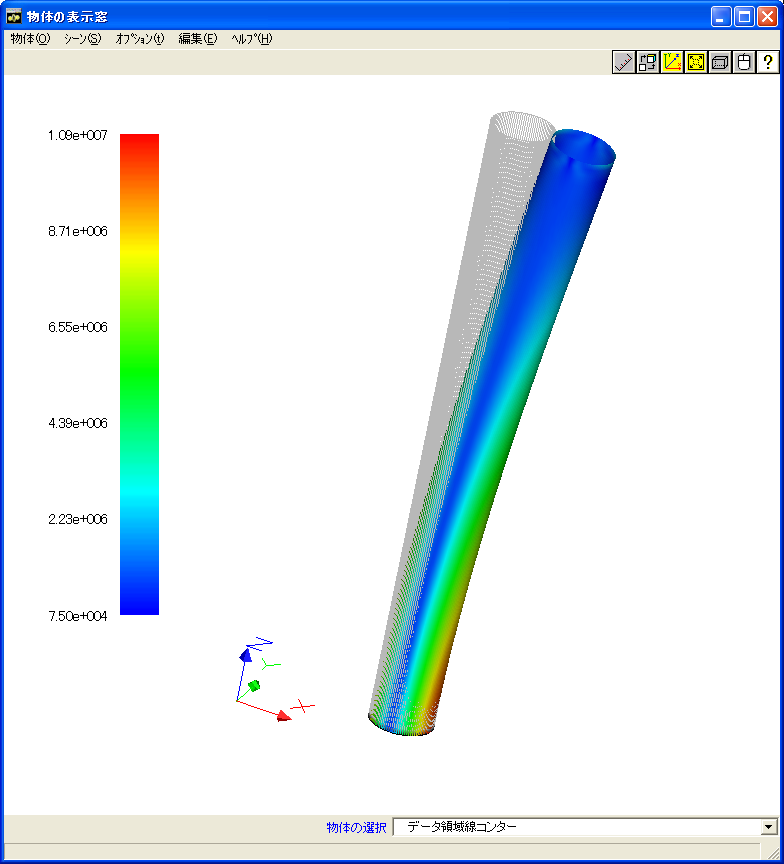 物体の表示窓
物体(O) シーン(S) オプション(t) 編集(E) ヘルプ(H)
?
1.09e+007
8.71e+006
6.55e+006
4.39e+006
2.23e+006
7.50e+004
Z
Y
X
物体の選択 データ領域線コンター